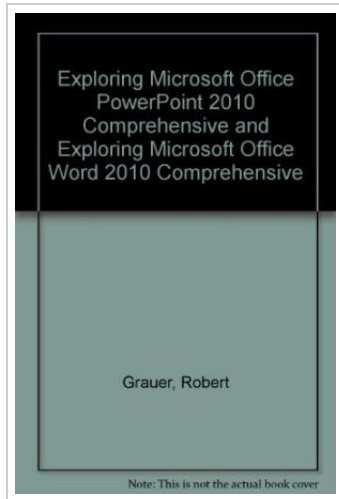 Exploring Microsoft Office
PowerPoint 2010
Comprehensive and
Exploring Microsoft Office
Word 2010 Comprehensive
Grauer, Robert
Note: This is not the actual book cover